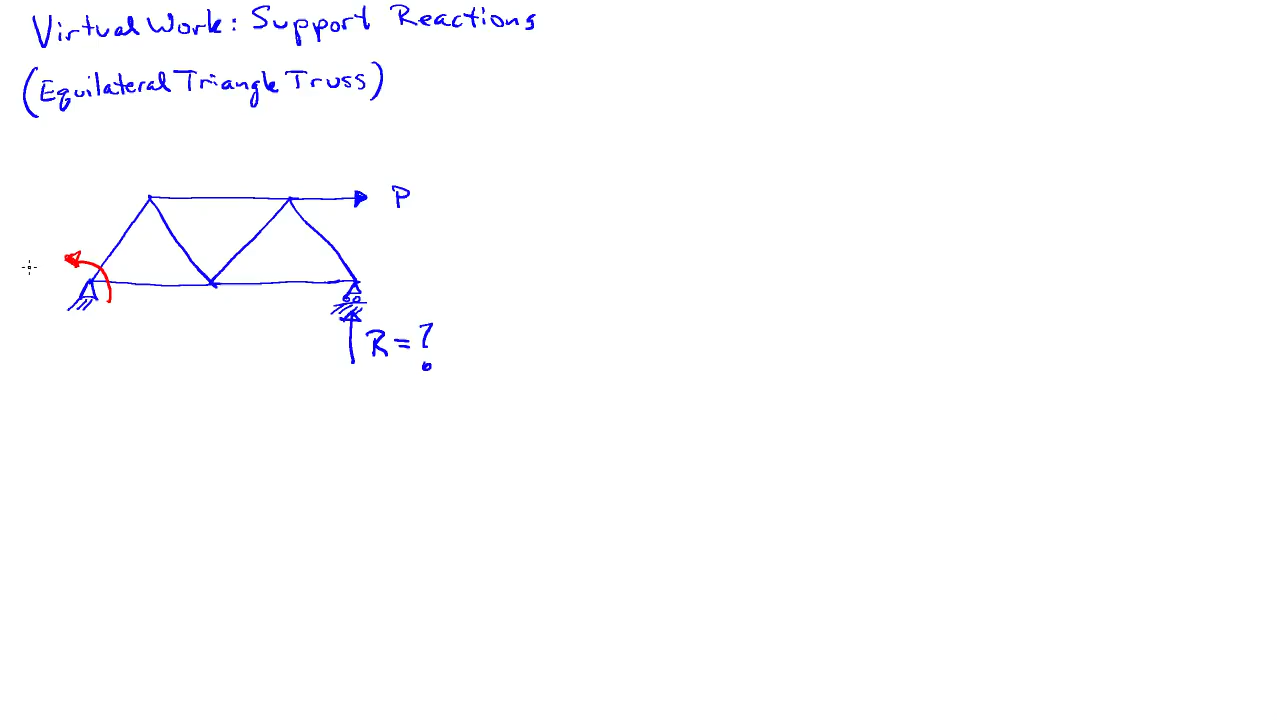 Virtual Work: Support Reactions
(Equilateral Triangle Truss)
P
R = ?